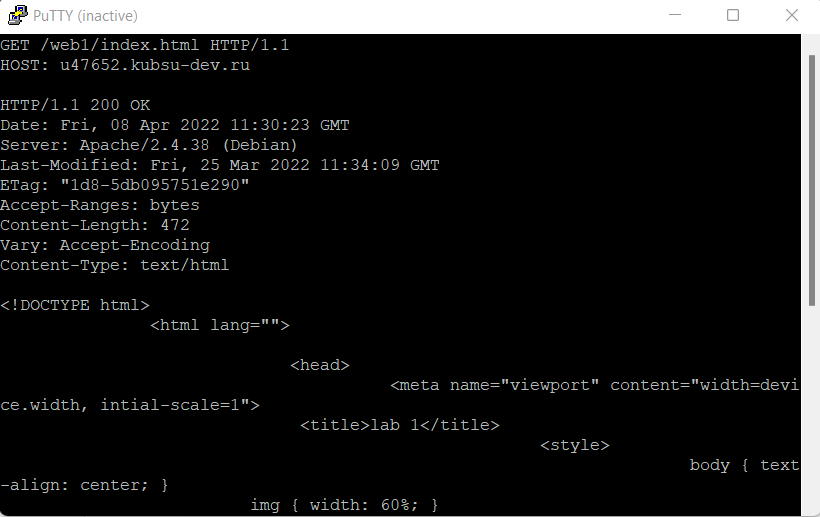 PuTTY (inactive)
GET /web1/index.html HTTP/1.1
HOST: u47652.kubsu-dev.ru
HTTP/1.1 200 OK
Date: Fri, 08 Apr 2022 11:30:23 GMT
Server: Apache/2.4.38 (Debian)
Last-Modified: Fri, 25 Mar 2022 11:34:09 GMT
ETag: "1d8-5db095751e290"
Accept-Ranges: bytes
Content-Length: 472
Vary: Accept-Encoding
Content-Type: text/html
<!DOCTYPE html>
<html lang="">
<head>
<meta name="viewport" content="width=devi
ce.width, intial-scale=1">
<title>lab 1</title>
<style>
body { text
-align: center; }
img { width: 60%; }